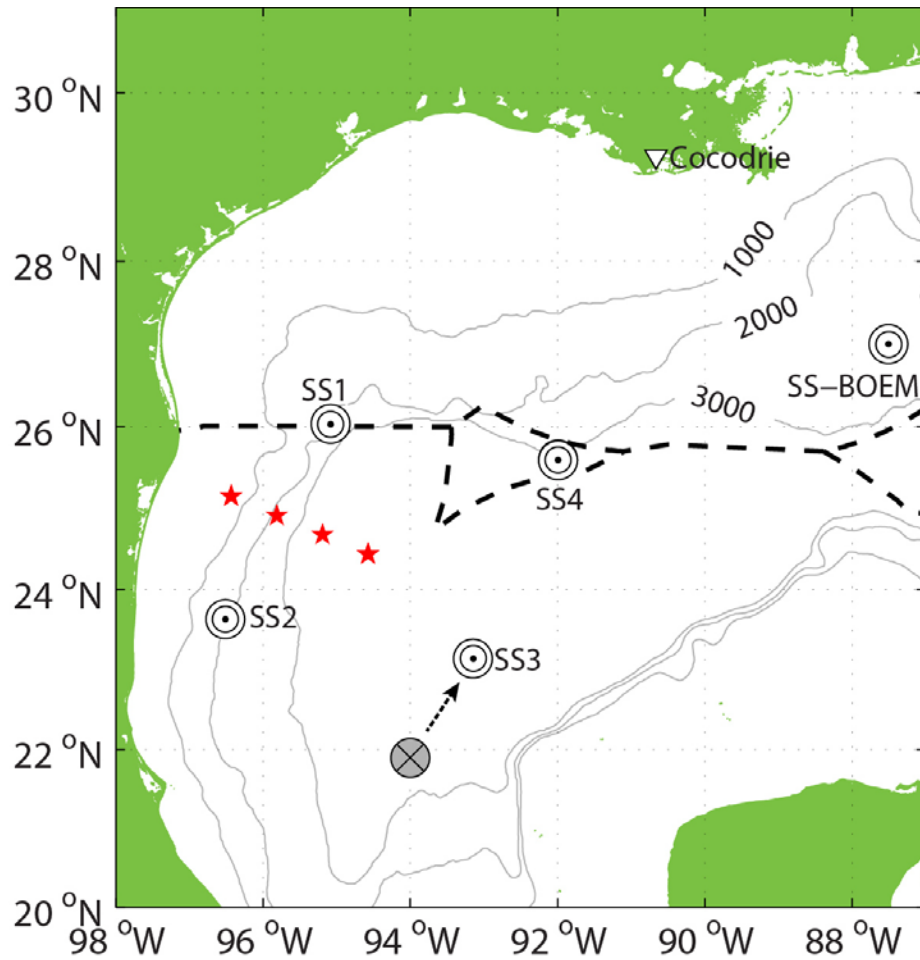 30 °N
Cocodrie
28 °N
1000
2000
SS-BOEM
SS1
3000
26 °N
SS4
24 °N
SS2
SS3
22 °N
20 °N
98 °W 96 °W 94 °W 92 °W 90 °W 88 °W